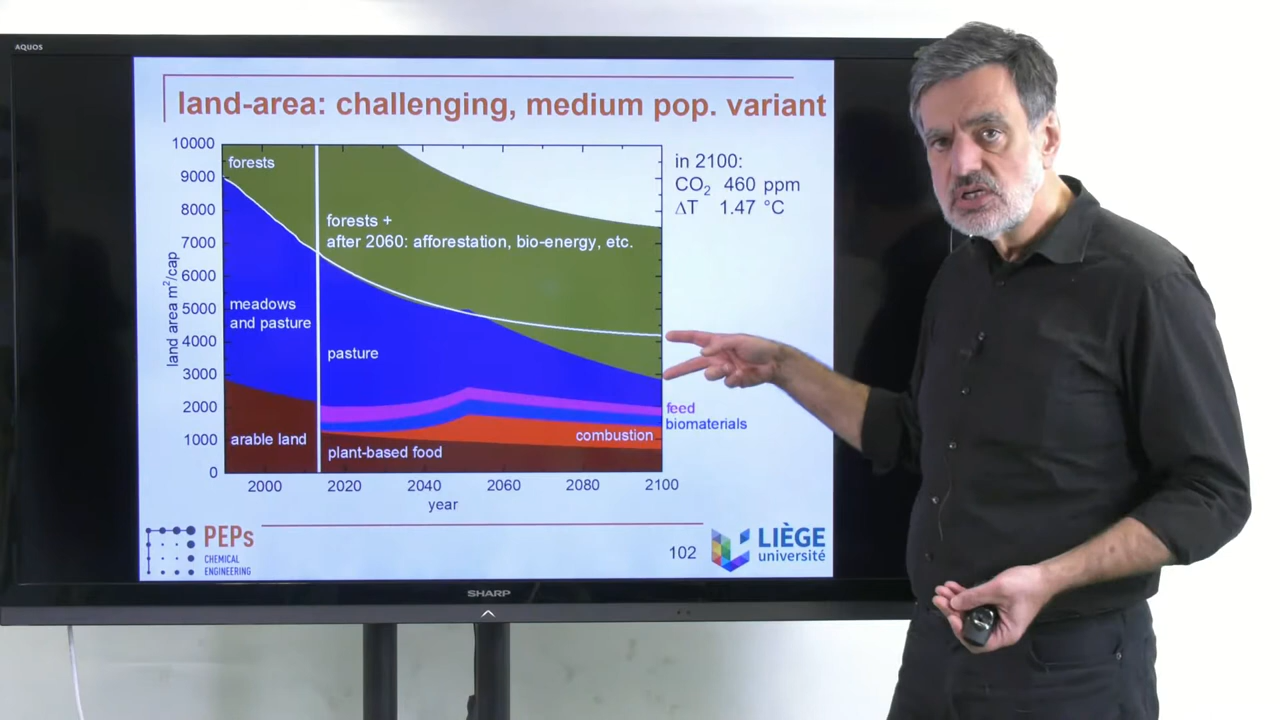 AQUOS
land-area: challenging, medium pop. variant
10000
9000
8000
7000
6000
5000
4000
3000
2000
1000
0
land area m²/cap
forests
forests +
after 2060: afforestation, bio-energy, etc.
meadows
and pasture
pasture
arable land
plant-based food
combustion
feed
biomaterials
2000
2020
2040
2060
2080
2100
year
in 2100:
CO₂ 460 ppm
ΔT 1.47 °C
PEPs
CHEMICAL
ENGINEERING
102
LIÈGE
université
SHARP